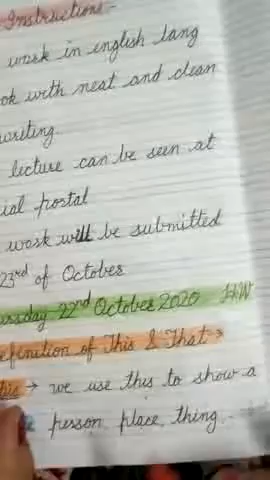 Instructions -
work in english lang
ok with neat and clean
writing.
lecture can be seen at
ial portal
work will be submitted
23rd of October
ursday 22nd October 2020 H.W
efinition of This & That →
his → we use this to show a
person, place, thing.